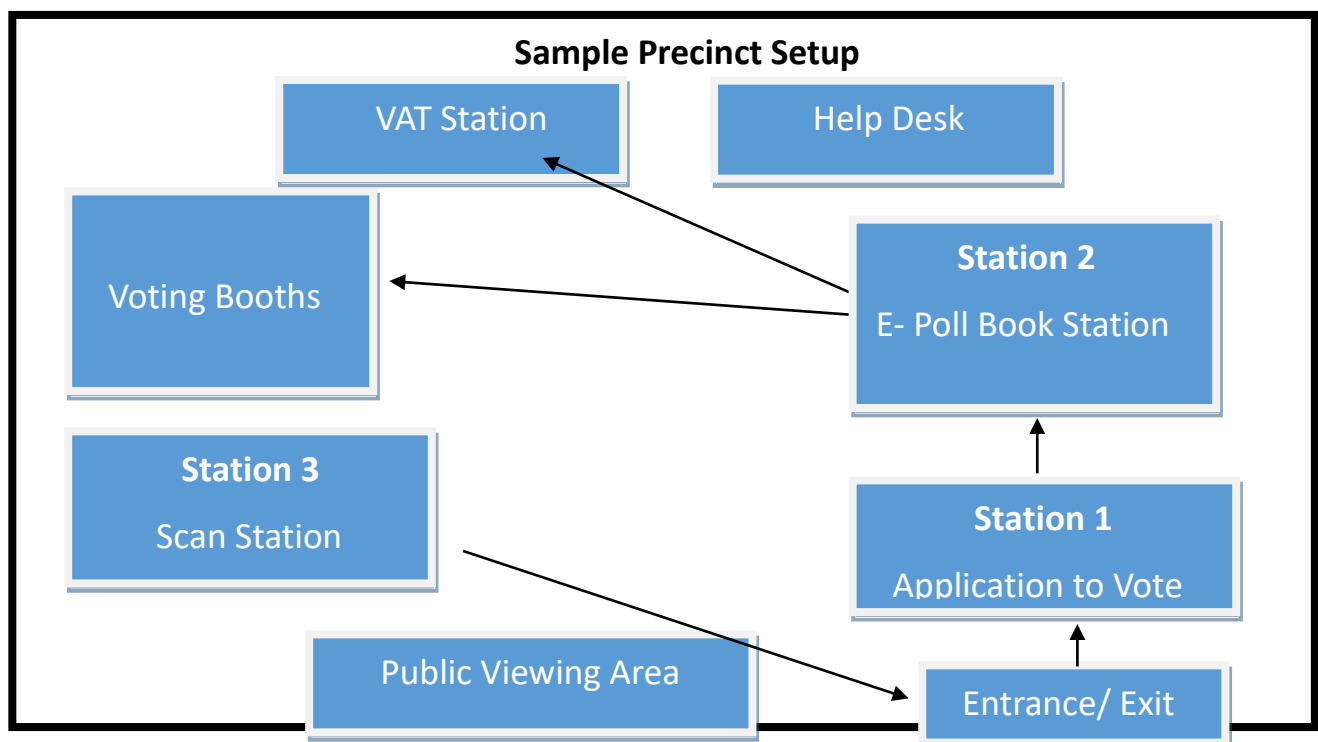 Sample Precinct Setup
VAT Station
Help Desk
Voting Booths
Station 2
E- Poll Book Station
Station 3
Scan Station
Station 1
Application to Vote
Public Viewing Area
Entrance/ Exit